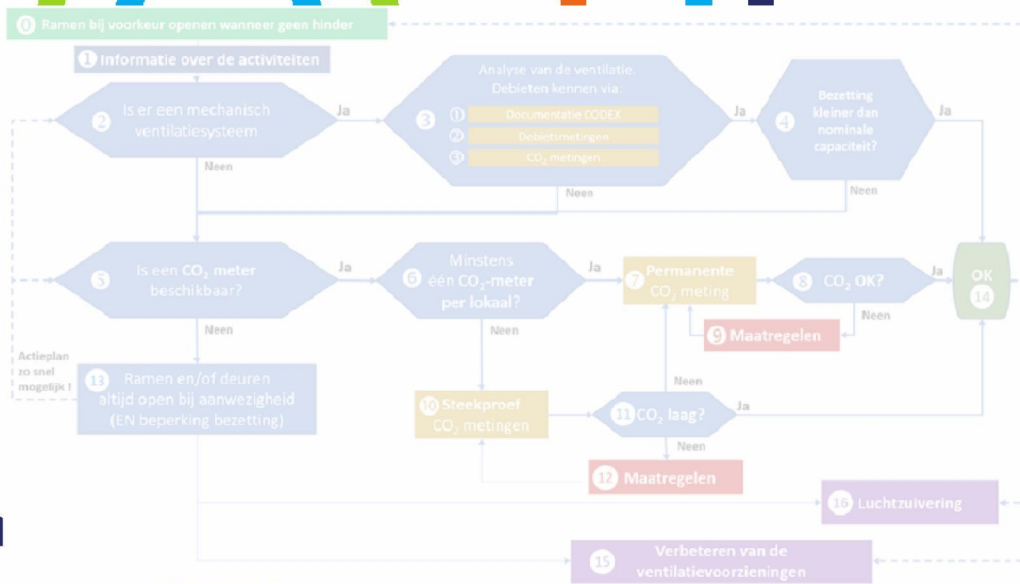 0 Ramen bij voorkeur openen wanneer geen hinder
1 Informatie over de activiteiten
2 Is er een mechanisch
ventilatiesysteem
Ja
Neen
3 Analyse van de ventilatie.
Debieten kennen via:
① Documentatie CODEX
② Debietsmetingen
③ CO₂ metingen
Ja
Neen
4 Bezetting
kleiner dan
nominale
capaciteit?
Ja
Neen
5 Is een CO₂ meter
beschikbaar?
Ja
Neen
6 Minstens
één CO₂-meter
per lokaal?
Ja
Neen
7 Permanente
CO₂ meting
8 CO₂ OK?
Ja
Neen
OK
14
9 Maatregelen
Actieplan
zo snel
mogelijk !
13 Ramen en/of deuren
altijd open bij aanwezigheid
(EN beperking bezetting)
10 Steekproef
CO₂ metingen
Neen
11 CO₂ laag?
Ja
Neen
12 Maatregelen
16 Luchtzuivering
15 Verbeteren van de
ventilatievoorzieningen